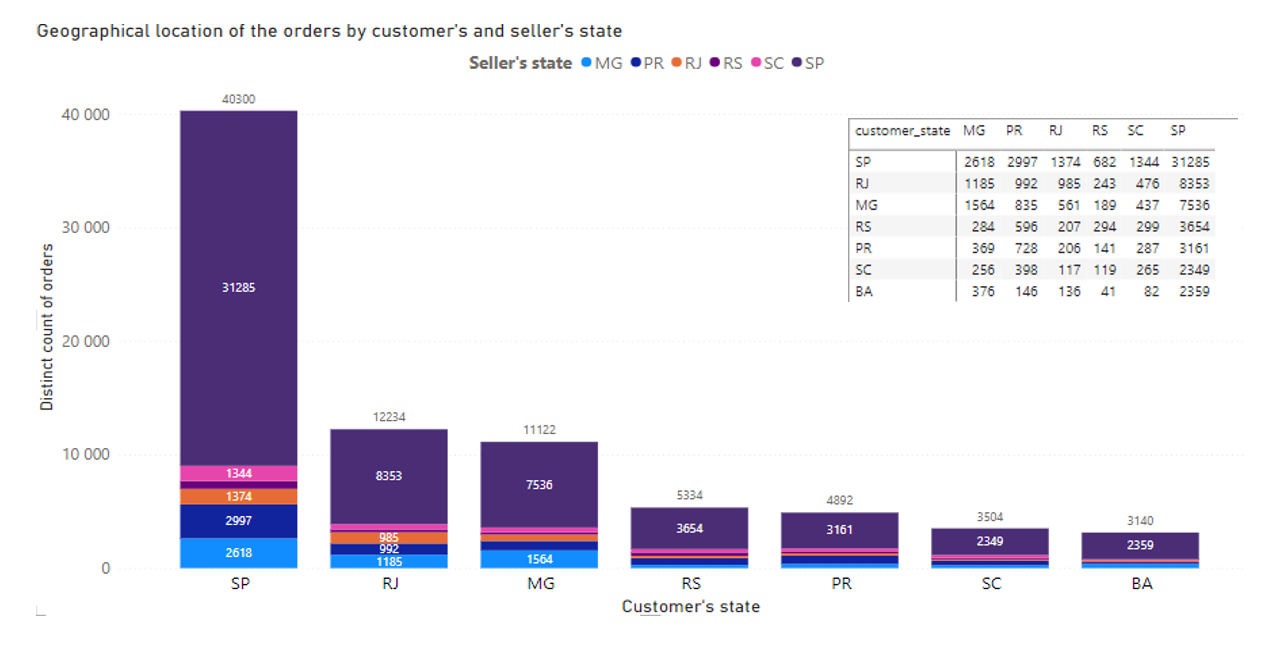 Geographical location of the orders by customer's and seller's state
Seller's state MG PR RJ RS SC SP
40 000
30 000
20 000
10 000
0
Distinct count of orders
40300
31285
1344
1374
2997
2618
12234
8353
985
992
1185
11122
7536
1564
5334
3654
4892
3161
3504
2349
3140
2359
SP RJ MG RS PR SC BA
Customer's state
customer_state MG PR RJ RS SC SP
SP 2618 2997 1374 682 1344 31285
RJ 1185 992 985 243 476 8353
MG 1564 835 561 189 437 7536
RS 284 596 207 294 299 3654
PR 369 728 206 141 287 3161
SC 256 398 117 119 265 2349
BA 376 146 136 41 82 2359